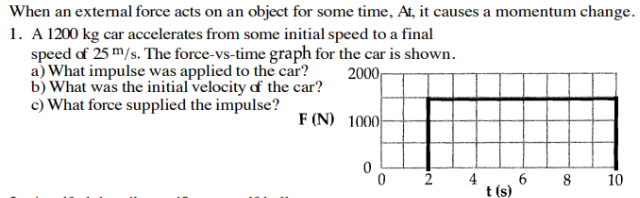 When an external force acts on an object for some time, Δt, it causes a momentum change.
1. A 1200 kg car accelerates from some initial speed to a final
speed of 25 m/s. The force-vs-time graph for the car is shown.
a) What impulse was applied to the car?
b) What was the initial velocity of the car?
c) What force supplied the impulse?
2000
F (N) 1000
0
0 2 4 6 8 10
t (s)